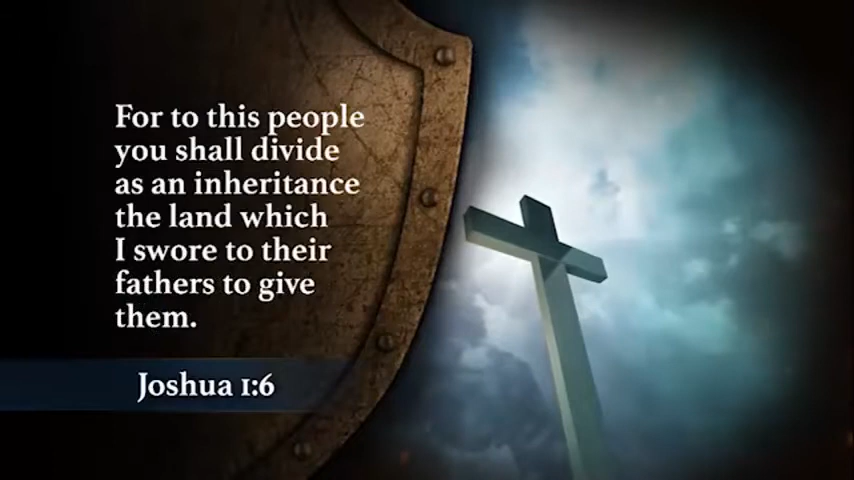 For to this people
you shall divide
as an inheritance
the land which
I swore to their
fathers to give
them.
Joshua 1:6